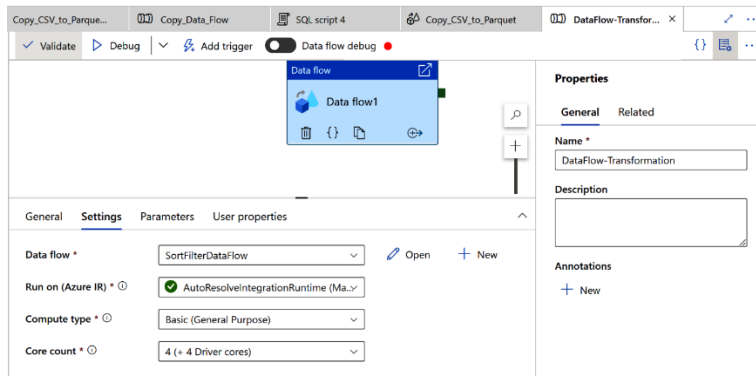 Copy_CSV_to_Parque...
Copy_Data_Flow
SQL script 4
Copy_CSV_to_Parquet
DataFlow-Transfor...
Validate
Debug
Add trigger
Data flow debug
Data flow
Data flow1
General
Settings
Parameters
User properties
Data flow *
SortFilterDataFlow
Open
New
Run on (Azure IR) *
AutoResolveIntegrationRuntime (Ma...
Compute type *
Basic (General Purpose)
Core count *
4 (+ 4 Driver cores)
Properties
General
Related
Name *
DataFlow-Transformation
Description
Annotations
New